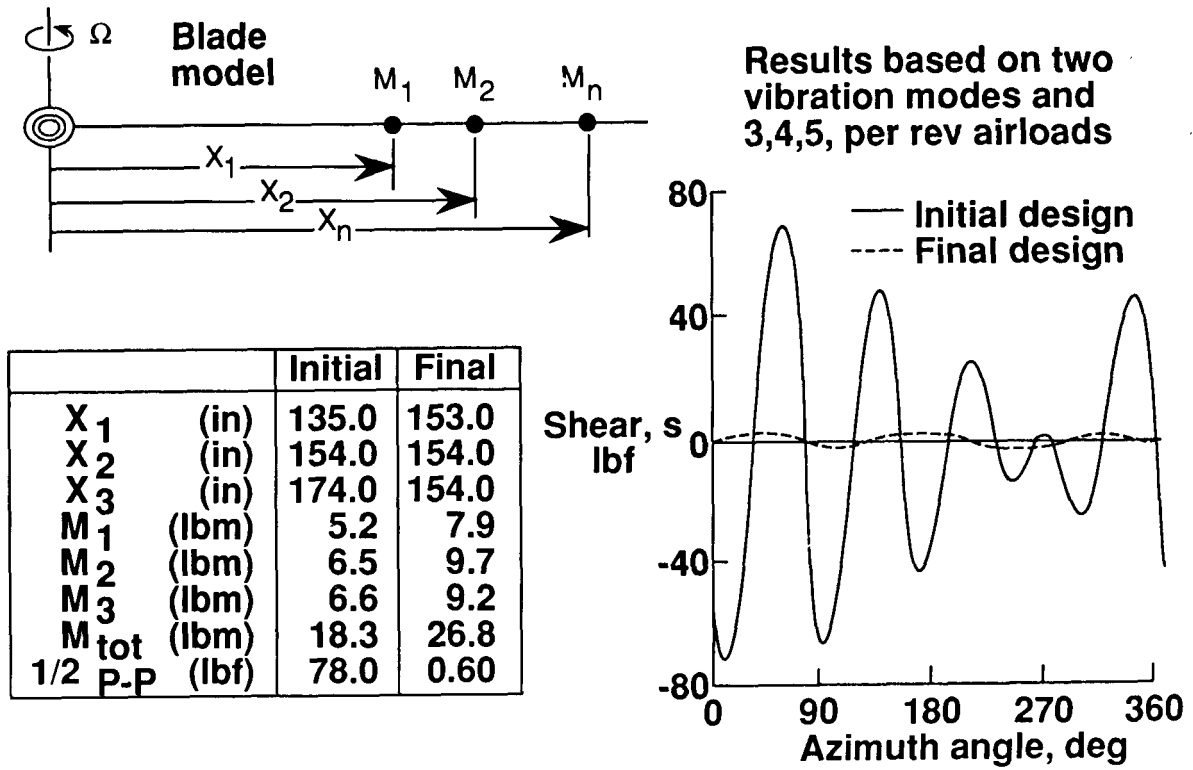 Ω
Blade
model
M1 M2 Mn
X1
X2
Xn
Results based on two
vibration modes and
3,4,5, per rev airloads
Initial Final
X1 (in) 135.0 153.0
X2 (in) 154.0 154.0
X3 (in) 174.0 154.0
M1 (lbm) 5.2 7.9
M2 (lbm) 6.5 9.7
M3 (lbm) 6.6 9.2
Mtot (lbm) 18.3 26.8
1/2 P-P (lbf) 78.0 0.60
Initial design
Final design
80
40
0
-40
-80
Shear, s
lbf
0 90 180 270 360
Azimuth angle, deg